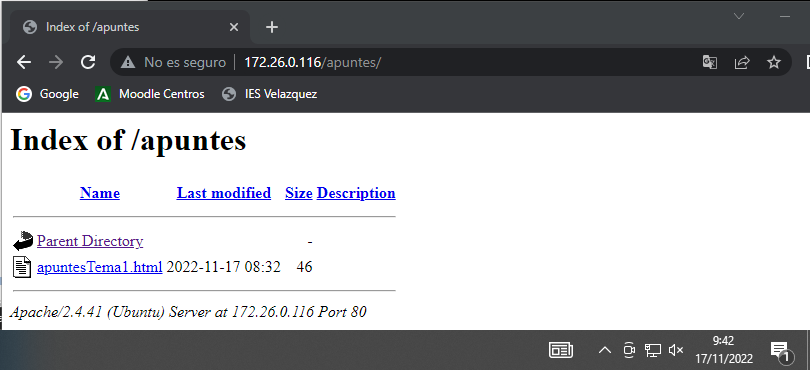 Index of /apuntes
No es seguro 172.26.0.116/apuntes/
Google Moodle Centros IES Velazquez
Index of /apuntes
Name Last modified Size Description
Parent Directory -
apuntesTema1.html 2022-11-17 08:32 46
Apache/2.4.41 (Ubuntu) Server at 172.26.0.116 Port 80
9:42
17/11/2022
1